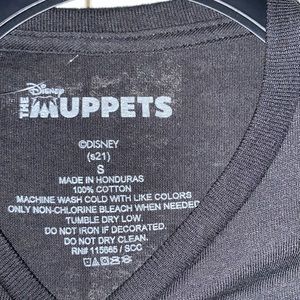 Disney
THE MUPPETS
©DISNEY
(s21)
S
MADE IN HONDURAS
100% COTTON
MACHINE WASH COLD WITH LIKE COLORS
ONLY NON-CHLORINE BLEACH WHEN NEEDED
TUMBLE DRY LOW.
DO NOT IRON IF DECORATED.
DO NOT DRY CLEAN.
RN# 115665 / SCC